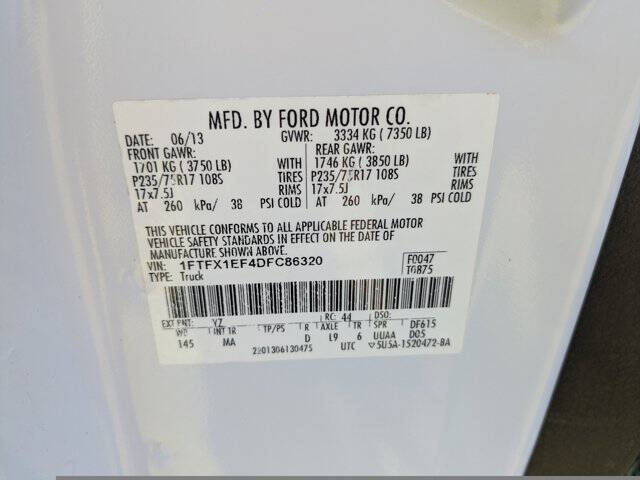 MFD. BY FORD MOTOR CO.
DATE: 06/13 GVWR: 3334 KG ( 7350 LB)
FRONT GAWR: REAR GAWR:
1701 KG ( 3750 LB) WITH 1746 KG ( 3850 LB) WITH
P235/75R17 108S TIRES P235/75R17 108S TIRES
17x7.5J RIMS 17x7.5J RIMS
AT 260 kPa/ 38 PSI COLD AT 260 kPa/ 38 PSI COLD
THIS VEHICLE CONFORMS TO ALL APPLICABLE FEDERAL MOTOR
VEHICLE SAFETY STANDARDS IN EFFECT ON THE DATE OF
MANUFACTURE SHOWN ABOVE.
VIN: 1FTFX1EF4DFC86320 F0047
TYPE: Truck T0875
EXT PNT: YZ RC: 44 DSO:
WB INT TR TP/PS R AXLE TR SPR DF615
145 MA D L9 6 UUAA D05
2201306130475 UTC 5U5A-1520472-BA